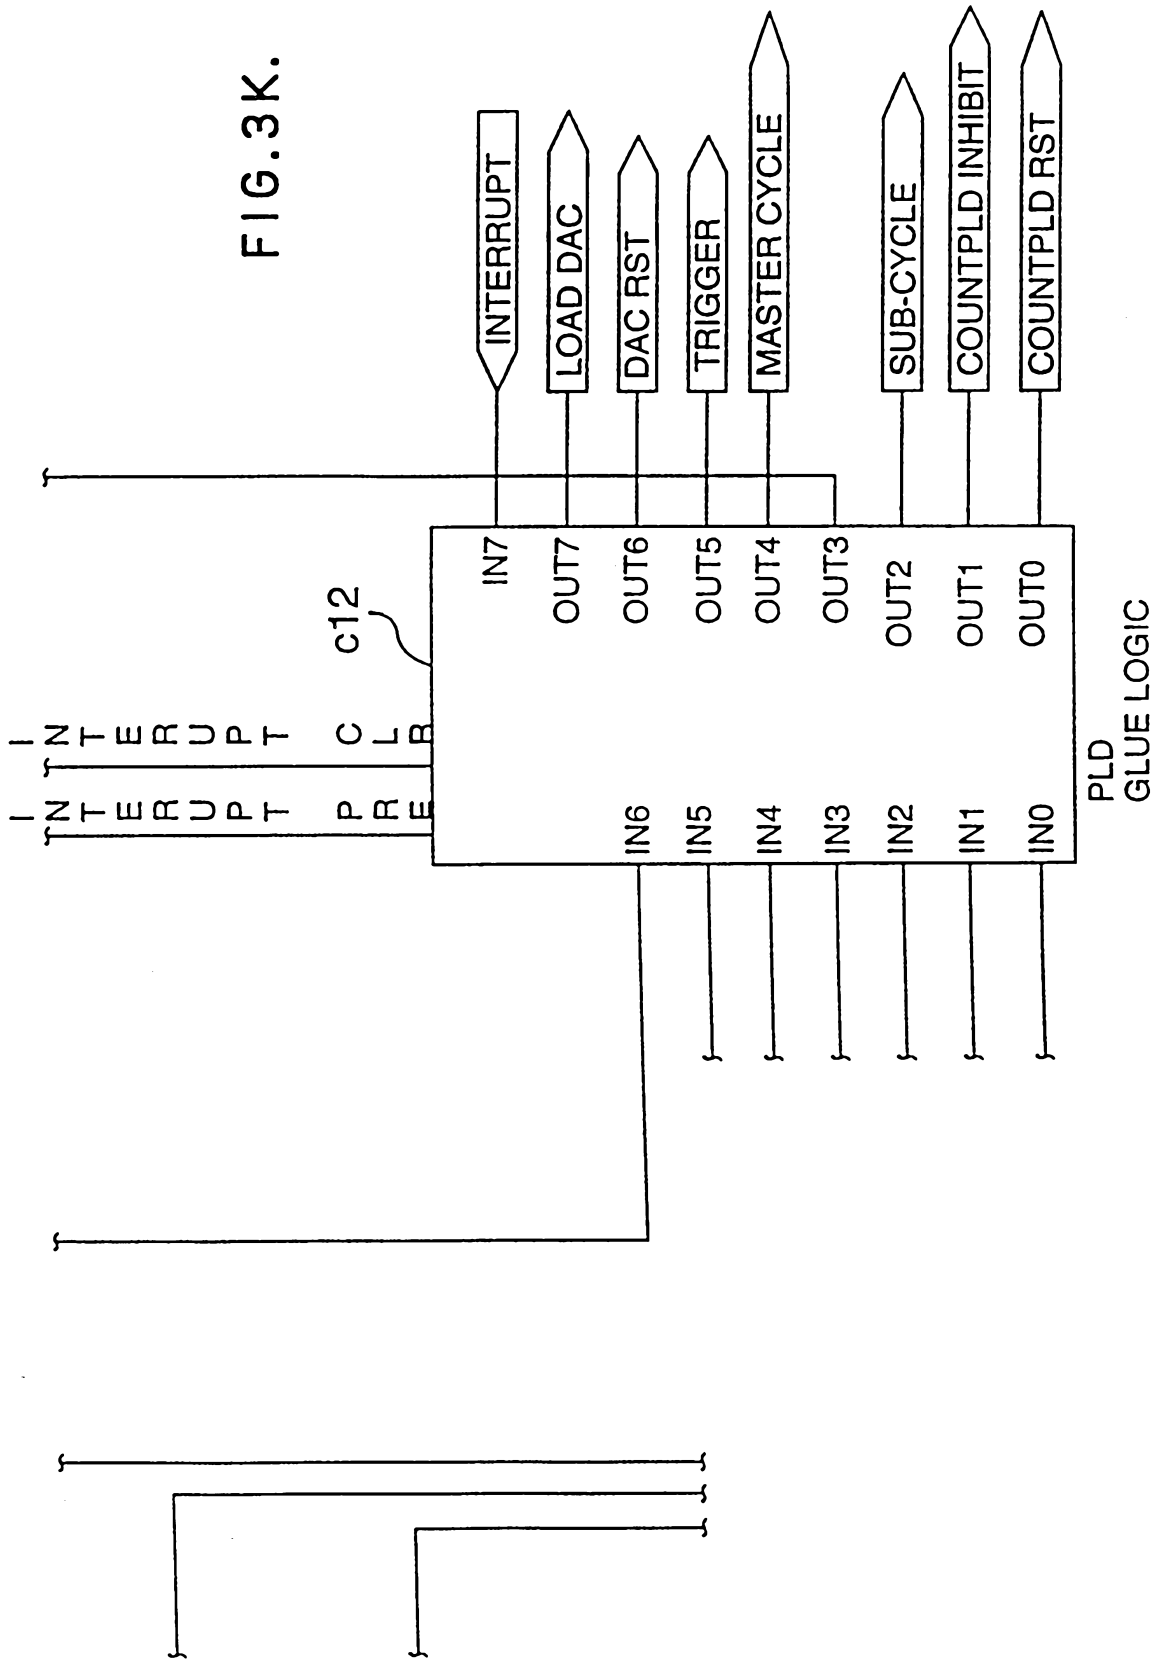 FIG.3K.
INTERUPT PRE
INTERUPT CLR
c12
IN6
IN5
IN4
IN3
IN2
IN1
IN0
IN7
OUT7
OUT6
OUT5
OUT4
OUT3
OUT2
OUT1
OUT0
INTERRUPT
LOAD DAC
DAC RST
TRIGGER
MASTER CYCLE
SUB-CYCLE
COUNTPLD INHIBIT
COUNTPLD RST
PLD
GLUE LOGIC